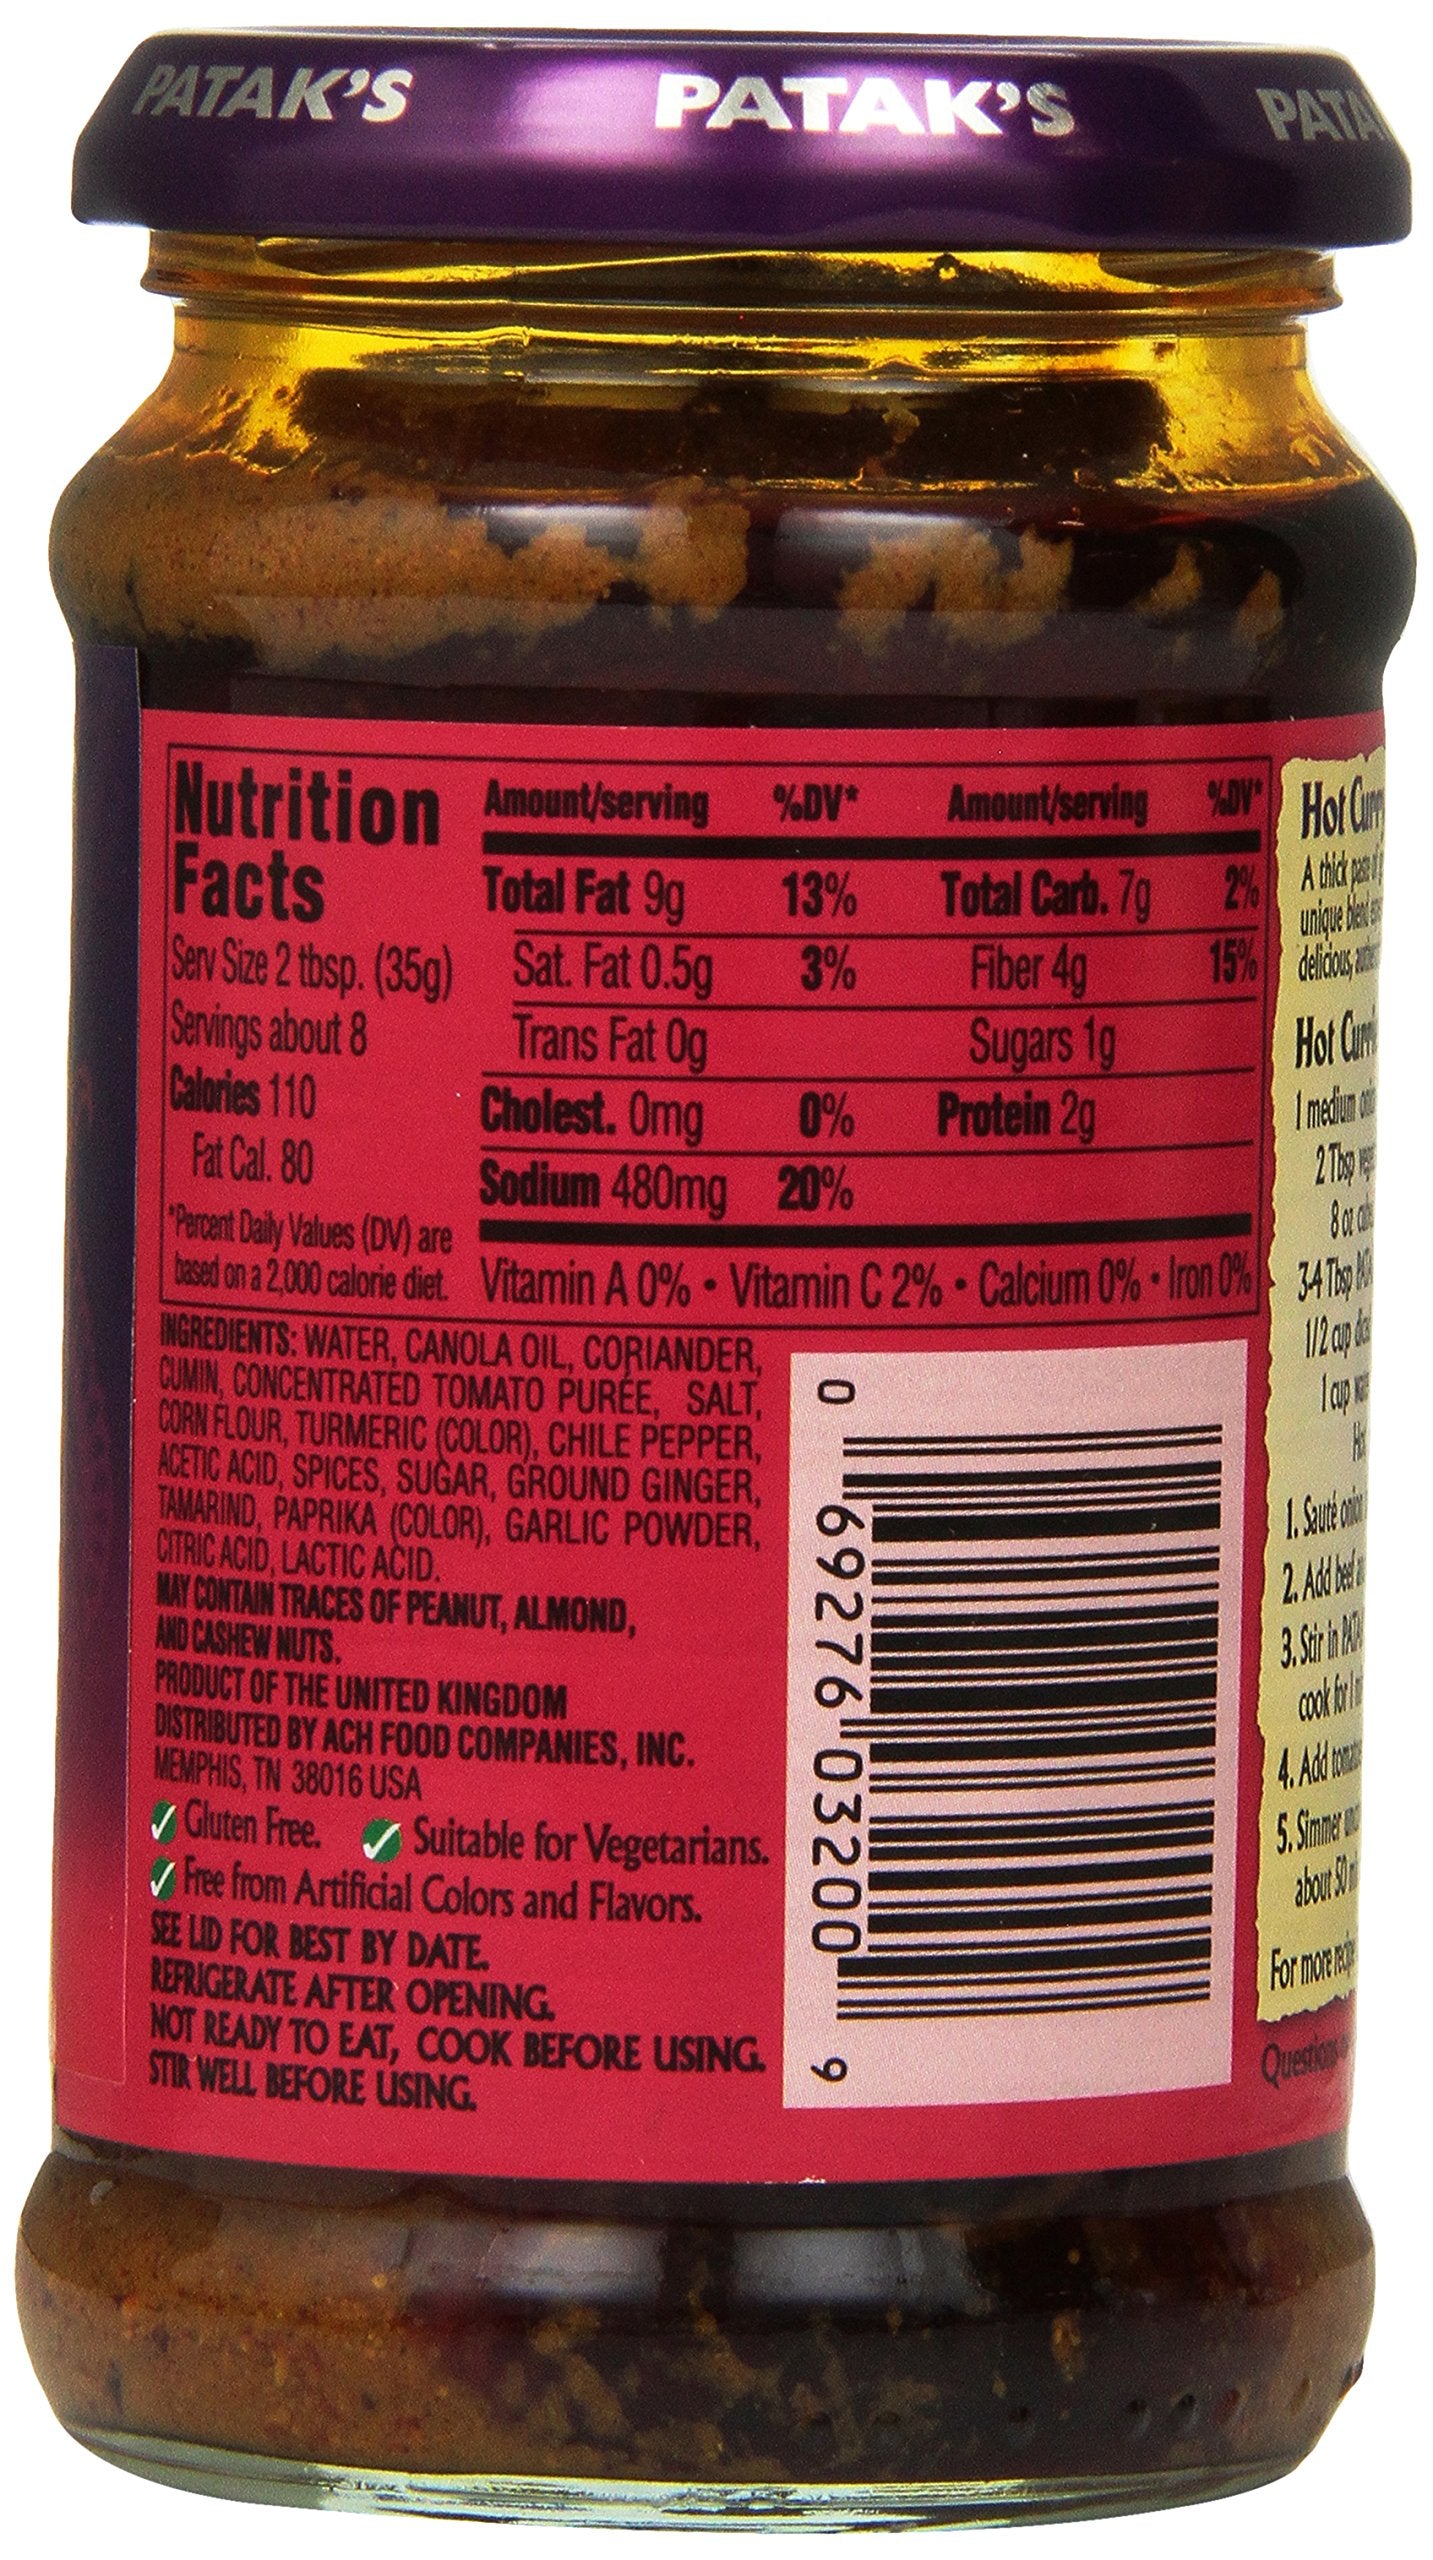 PATAK'S PATAK'S PATA
Nutrition
Facts
Serv Size 2 tbsp. (35g)
Servings about 8
Calories 110
Fat Cal. 80
*Percent Daily Values (DV) are
based on a 2,000 calorie diet.
Amount/serving %DV* Amount/serving %DV*
Total Fat 9g 13% Total Carb. 7g 2%
Sat. Fat 0.5g 3% Fiber 4g 15%
Trans Fat 0g Sugars 1g
Cholest. 0mg 0% Protein 2g
Sodium 480mg 20%
Vitamin A 0% • Vitamin C 2% • Calcium 0% • Iron 0%
INGREDIENTS: WATER, CANOLA OIL, CORIANDER,
CUMIN, CONCENTRATED TOMATO PURÉE, SALT,
CORN FLOUR, TURMERIC (COLOR), CHILE PEPPER,
ACETIC ACID, SPICES, SUGAR, GROUND GINGER,
TAMARIND, PAPRIKA (COLOR), GARLIC POWDER,
CITRIC ACID, LACTIC ACID.
MAY CONTAIN TRACES OF PEANUT, ALMOND,
AND CASHEW NUTS.
PRODUCT OF THE UNITED KINGDOM
DISTRIBUTED BY ACH FOOD COMPANIES, INC.
MEMPHIS, TN 38016 USA
Gluten Free. Suitable for Vegetarians.
Free from Artificial Colors and Flavors.
SEE LID FOR BEST BY DATE.
REFRIGERATE AFTER OPENING.
NOT READY TO EAT, COOK BEFORE USING.
STIR WELL BEFORE USING.
0 69276 03200 9
Hot Curry
A thick paste of
unique blend
delicious,
Hot
1 medium
2 Tbsp
8 oz
3-4 Tbsp
1/2 cup
1 cup
1. Sauté onion
2. Add beef
3. Stir in
cook for 1
4. Add
5. Simmer
about 50
For more
Questions